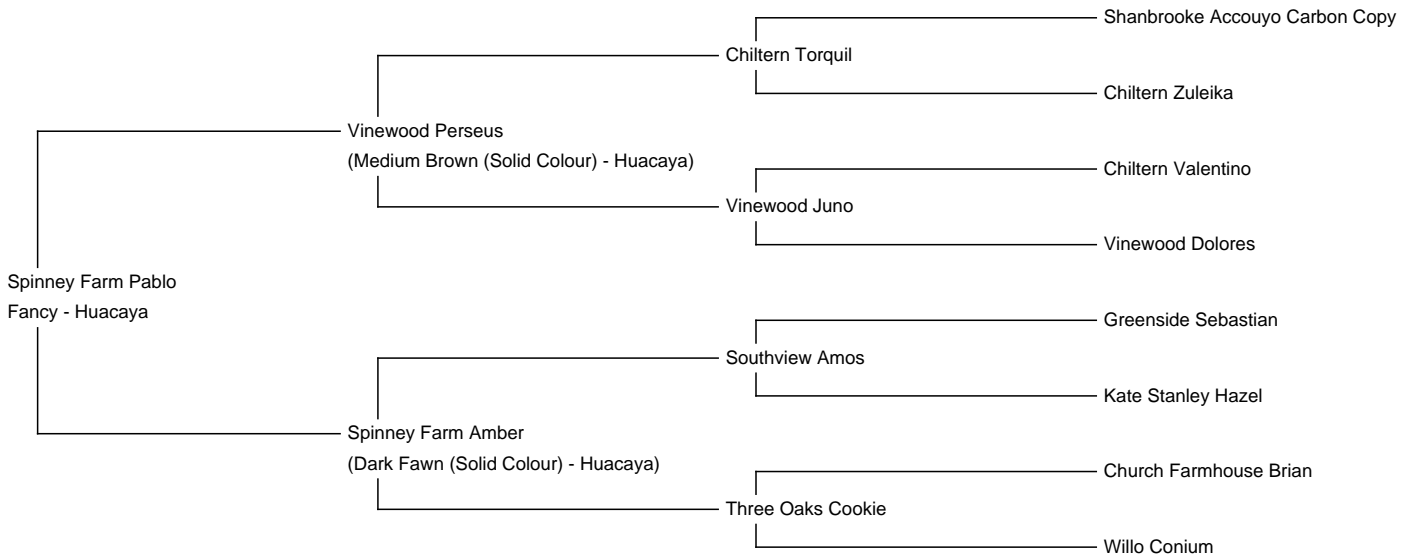 Shanbrooke Accouyo Carbon Copy
Chiltern Torquil
Chiltern Zuleika
Vinewood Perseus
(Medium Brown (Solid Colour) - Huacaya)
Chiltern Valentino
Vinewood Juno
Vinewood Dolores
Spinney Farm Pablo
Fancy - Huacaya
Greenside Sebastian
Southview Amos
Kate Stanley Hazel
Spinney Farm Amber
(Dark Fawn (Solid Colour) - Huacaya)
Church Farmhouse Brian
Three Oaks Cookie
Willo Conium